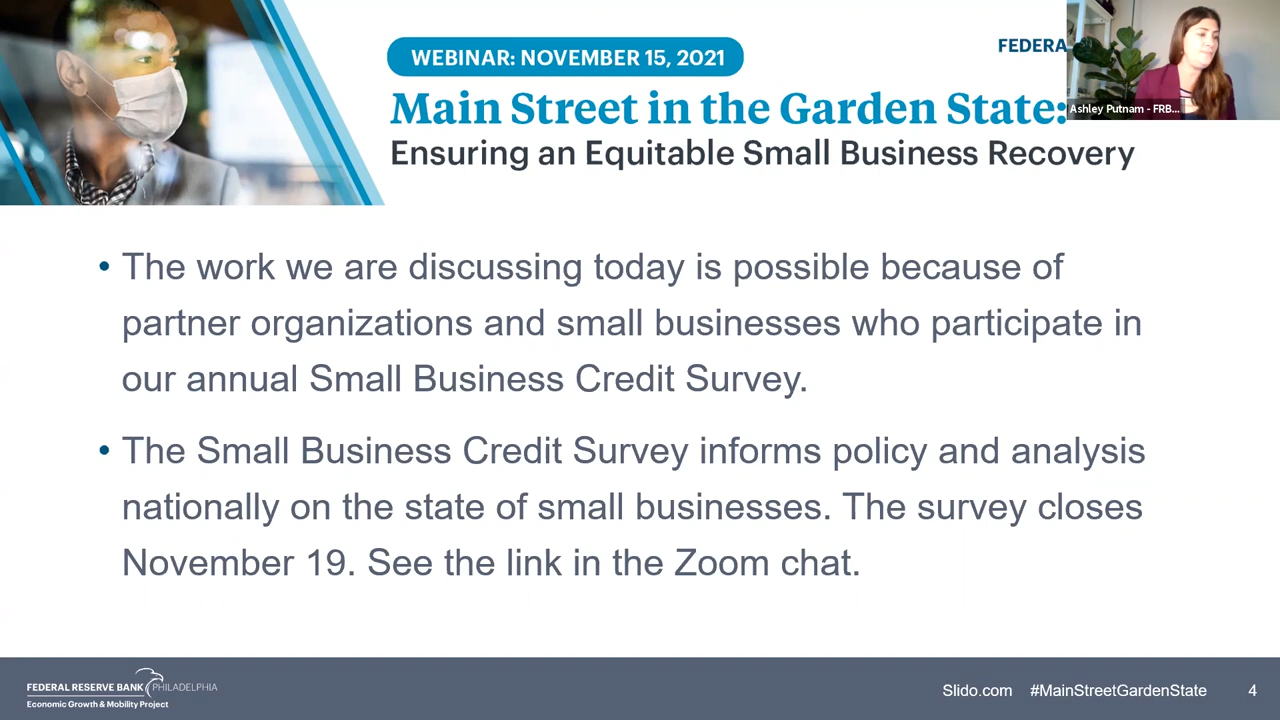 WEBINAR: NOVEMBER 15, 2021
FEDERA
Main Street in the Garden State:
Ashley Putnam - FRB...
Ensuring an Equitable Small Business Recovery
• The work we are discussing today is possible because of
partner organizations and small businesses who participate in
our annual Small Business Credit Survey.
• The Small Business Credit Survey informs policy and analysis
nationally on the state of small businesses. The survey closes
November 19. See the link in the Zoom chat.
FEDERAL RESERVE BANK PHILADELPHIA
Economic Growth & Mobility Project
Slido.com #MainStreetGardenState 4